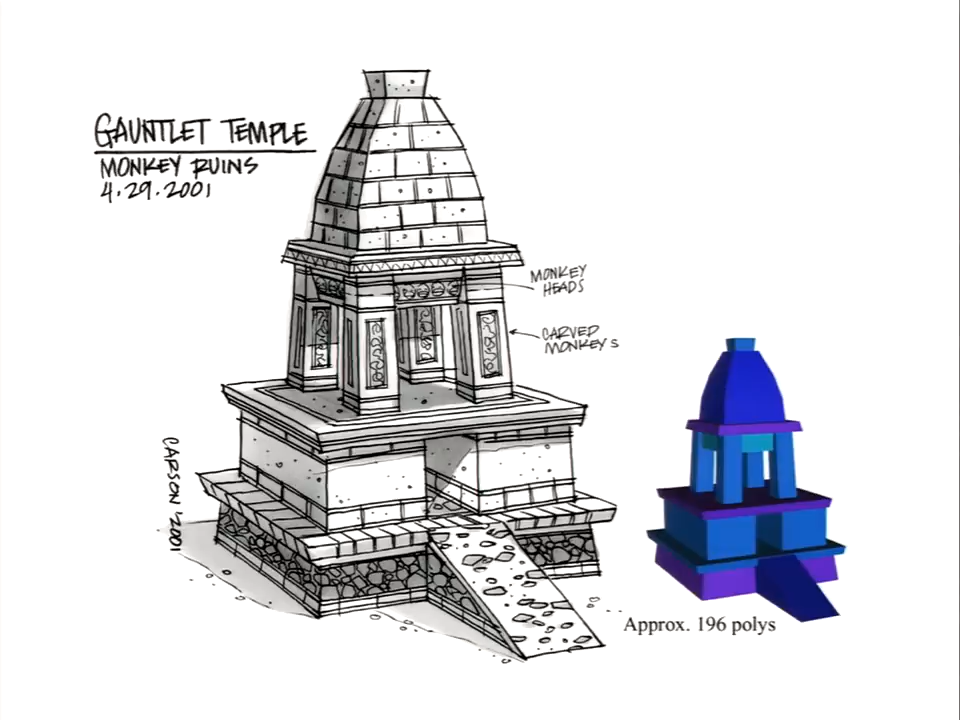 GAUNTLET TEMPLE
MONKEY RUINS
4.29.2001
MONKEY
HEADS
CARVED
MONKEYS
CARSON '2001
Approx. 196 polys